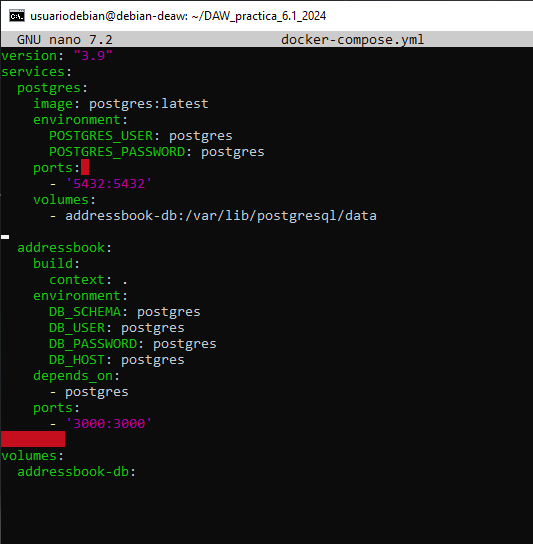 usuariodebian@debian-deaw: ~/DAW_practica_6.1_2024
GNU nano 7.2 docker-compose.yml
version: "3.9"
services:
  postgres:
    image: postgres:latest
    environment:
      POSTGRES_USER: postgres
      POSTGRES_PASSWORD: postgres
    ports:
      - '5432:5432'
    volumes:
      - addressbook-db:/var/lib/postgresql/data

  addressbook:
    build:
      context: .
    environment:
      DB_SCHEMA: postgres
      DB_USER: postgres
      DB_PASSWORD: postgres
      DB_HOST: postgres
    depends_on:
      - postgres
    ports:
      - '3000:3000'

volumes:
  addressbook-db: